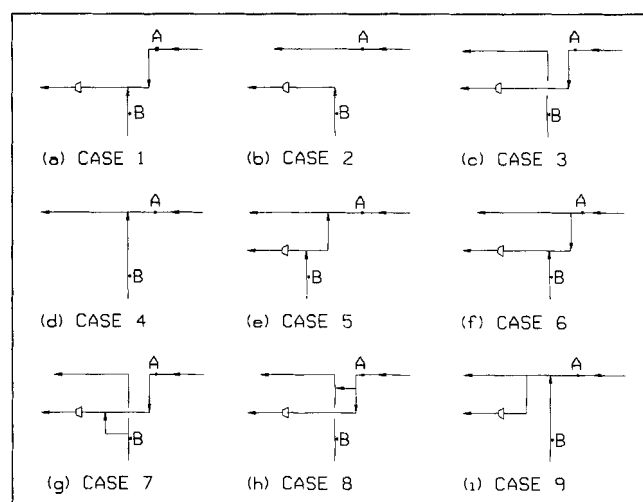 A
B
(a) CASE 1
A
B
(b) CASE 2
A
B
(c) CASE 3
A
B
(d) CASE 4
A
B
(e) CASE 5
A
B
(f) CASE 6
A
B
(g) CASE 7
A
B
(h) CASE 8
A
B
(i) CASE 9